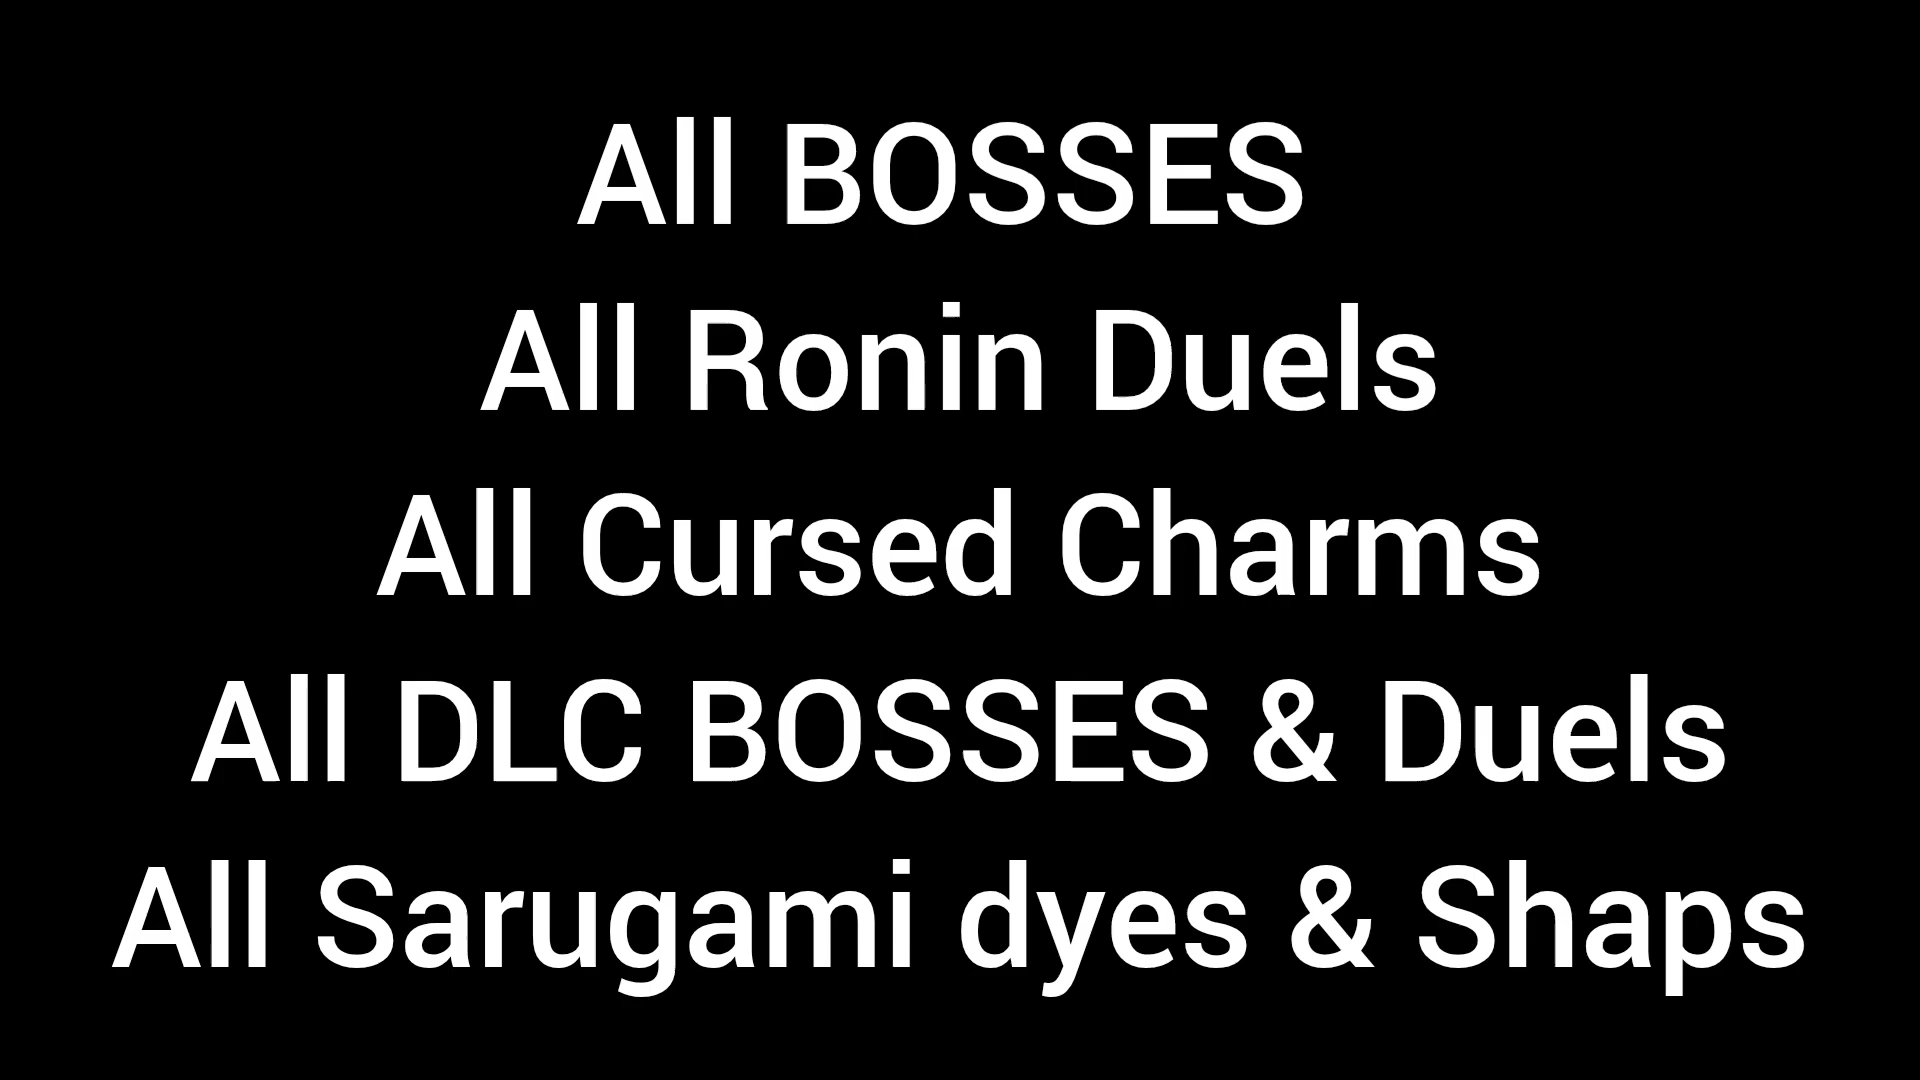 All BOSSES
All Ronin Duels
All Cursed Charms
All DLC BOSSES & Duels
All Sarugami dyes & Shaps